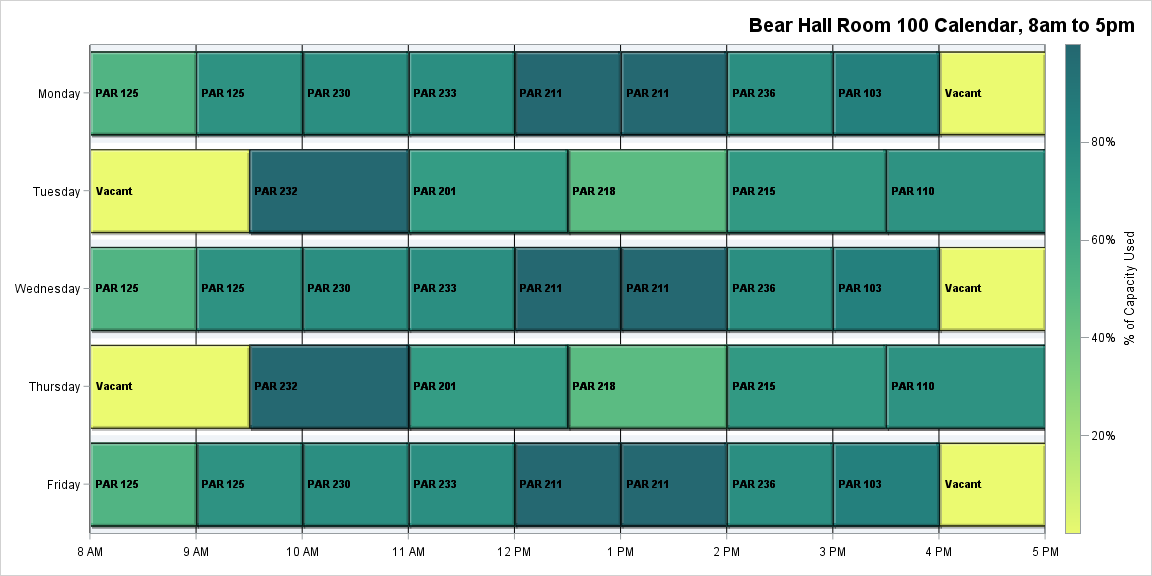 Bear Hall Room 100 Calendar, 8am to 5pm
Monday PAR 125 PAR 125 PAR 230 PAR 233 PAR 211 PAR 211 PAR 236 PAR 103 Vacant
Tuesday Vacant PAR 232 PAR 201 PAR 218 PAR 215 PAR 110
Wednesday PAR 125 PAR 125 PAR 230 PAR 233 PAR 211 PAR 211 PAR 236 PAR 103 Vacant
Thursday Vacant PAR 232 PAR 201 PAR 218 PAR 215 PAR 110
Friday PAR 125 PAR 125 PAR 230 PAR 233 PAR 211 PAR 211 PAR 236 PAR 103 Vacant
8 AM 9 AM 10 AM 11 AM 12 PM 1 PM 2 PM 3 PM 4 PM 5 PM
80%
60%
40%
20%
% of Capacity Used